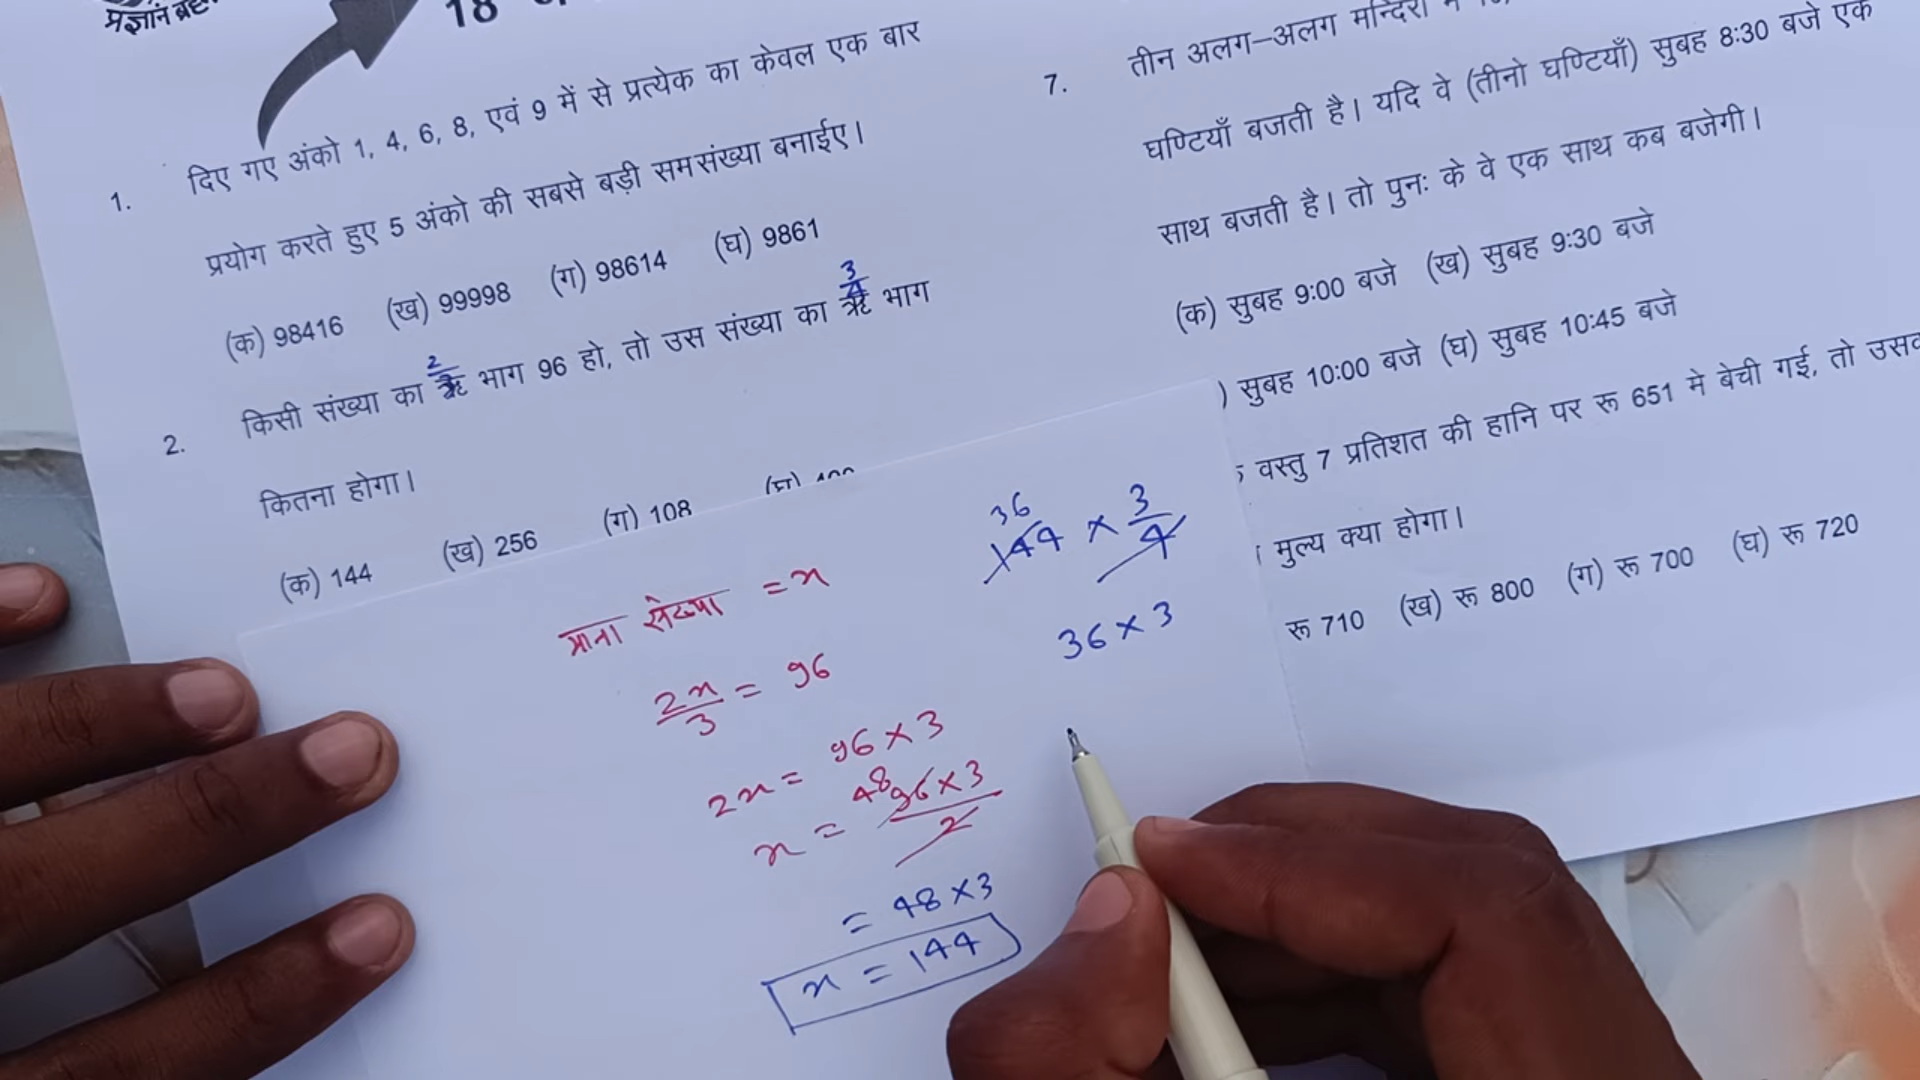 18
1. दिए गए अंको 1, 4, 6, 8, एवं 9 में से प्रत्येक का केवल एक बार
प्रयोग करते हुए 5 अंको की सबसे बड़ी समसंख्या बनाईए।
(क) 98416 (ख) 99998 (ग) 98614 (घ) 9861
2. किसी संख्या का 2/3 भाग 96 हो, तो उस संख्या का 3/4 भाग
कितना होगा।
(क) 144 (ख) 256 (ग) 108
माना संख्या = x
2x/3 = 96
2x = 96 × 3
x = 48 96 × 3 / 2
= 48 × 3
x = 144
36
144 × 3/4
36 × 3
7. तीन अलग–अलग मन्दिरों
घण्टियाँ बजती है। यदि वे (तीनो घण्टियाँ) सुबह 8:30 बजे एक
साथ बजती है। तो पुनः के वे एक साथ कब बजेगी।
(क) सुबह 9:00 बजे (ख) सुबह 9:30 बजे
) सुबह 10:00 बजे (घ) सुबह 10:45 बजे
वस्तु 7 प्रतिशत की हानि पर रू 651 मे बेची गई, तो
मुल्य क्या होगा।
रू 710 (ख) रू 800 (ग) रू 700 (घ) रू 720